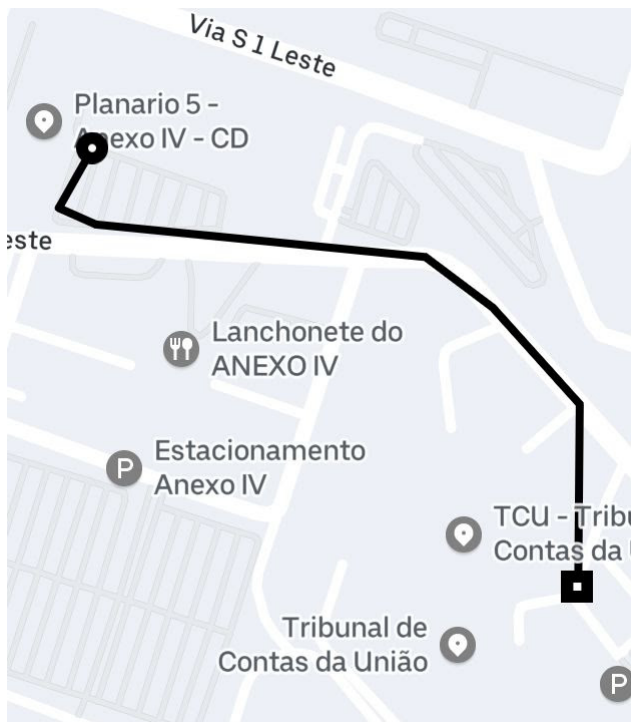 Via S 1 Leste
Planario 5 -
Anexo IV - CD
este
Lanchonete do
ANEXO IV
P
Estacionamento
Anexo IV
TCU - Tribu
Contas da
Tribunal de
Contas da União
P